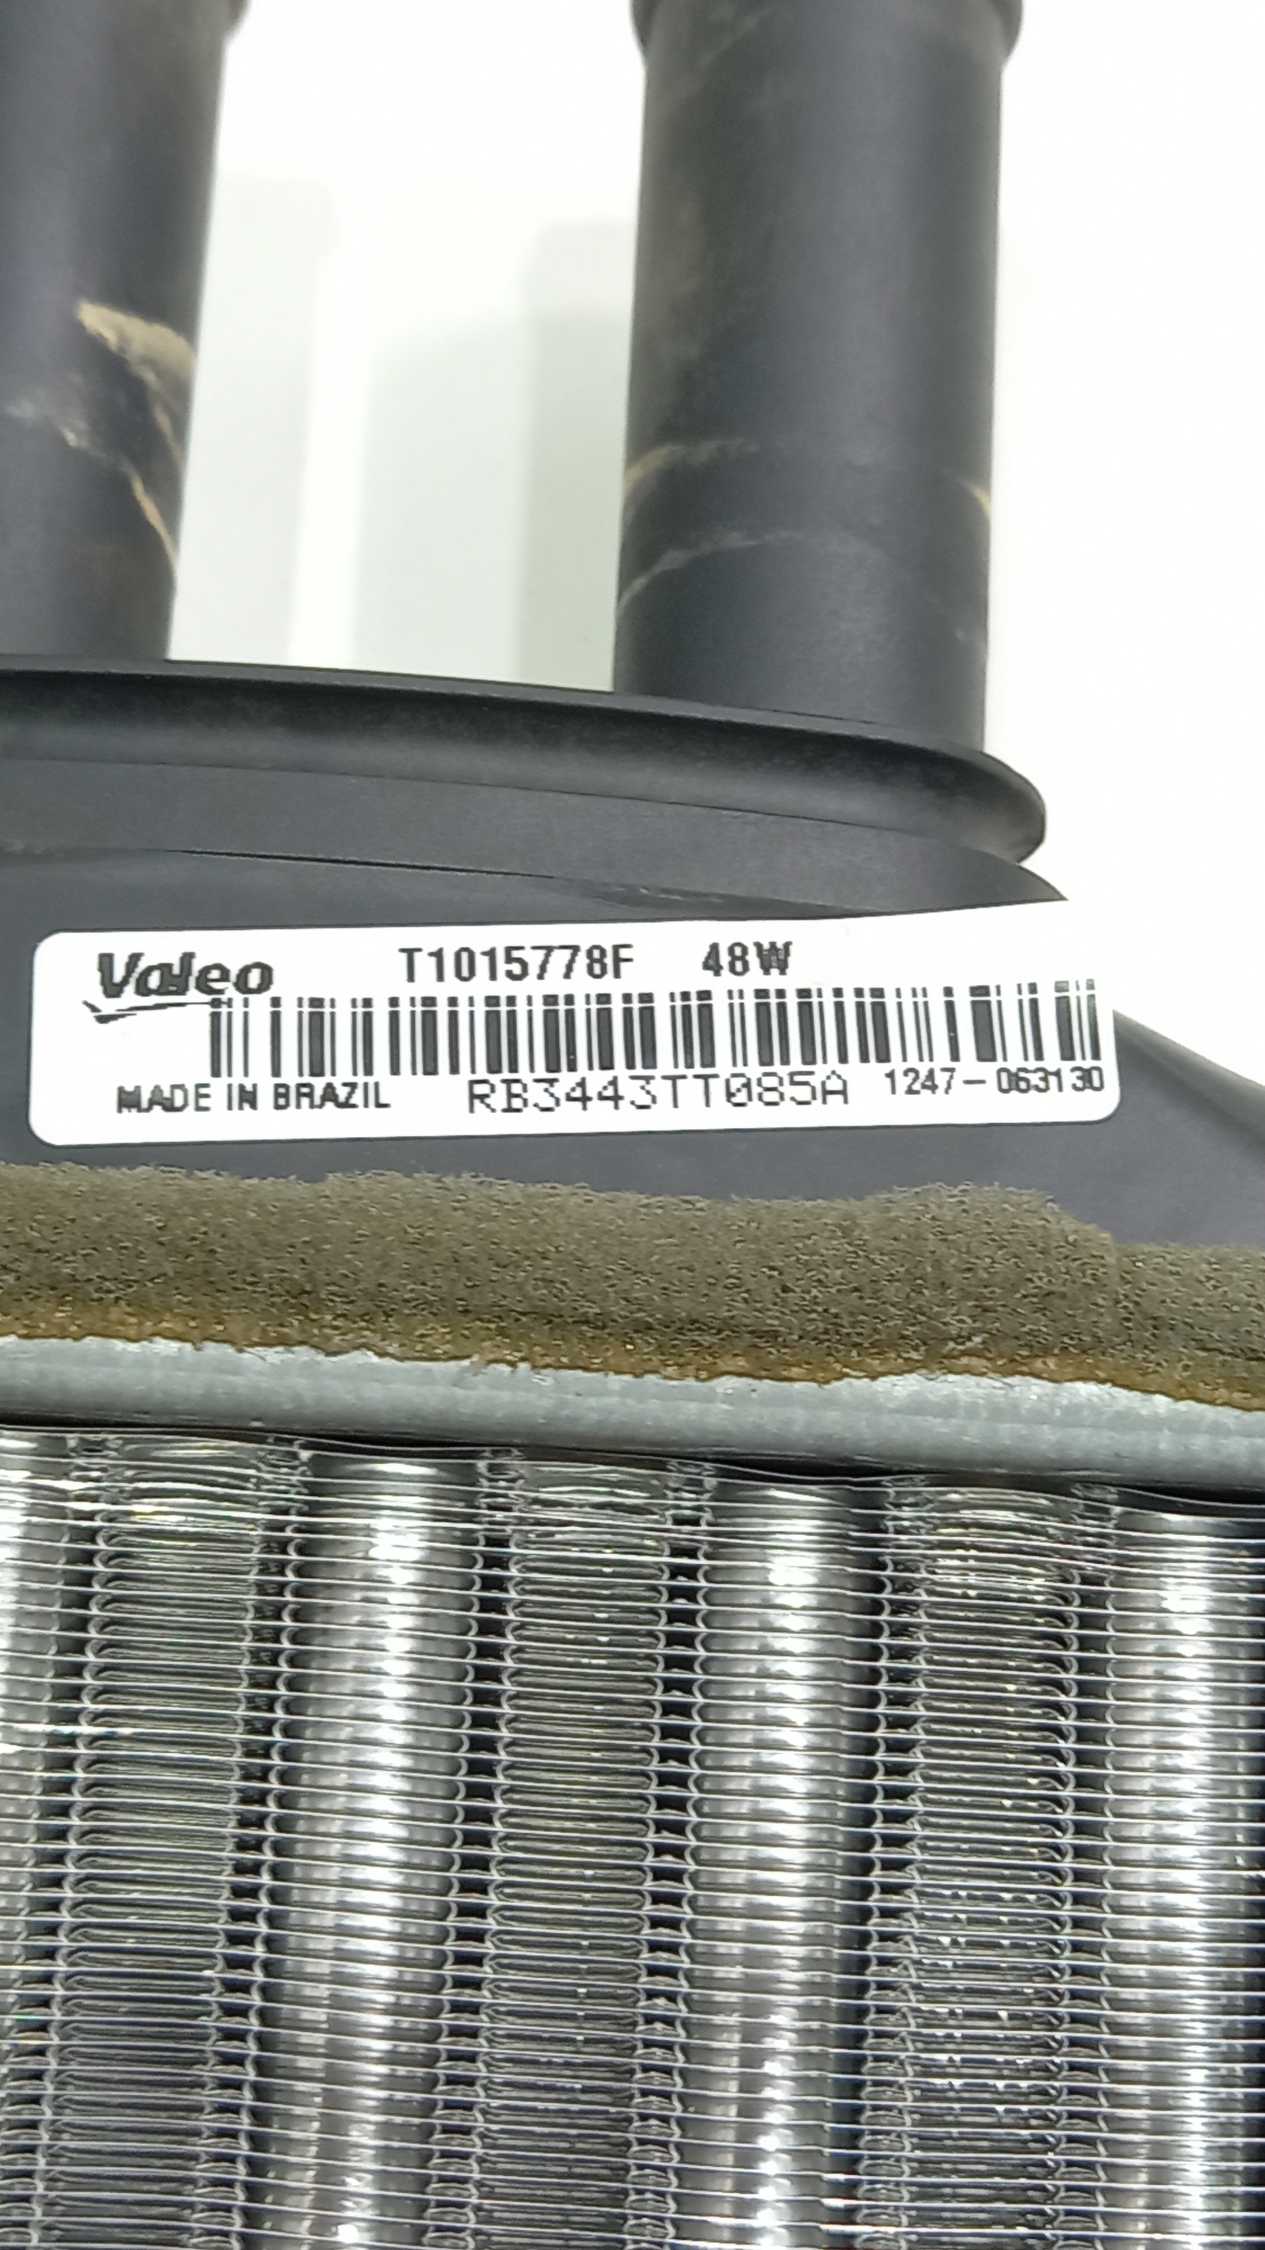 Valeo T1015778F 48W
MADE IN BRAZIL RB3443TT085A 1247-063130